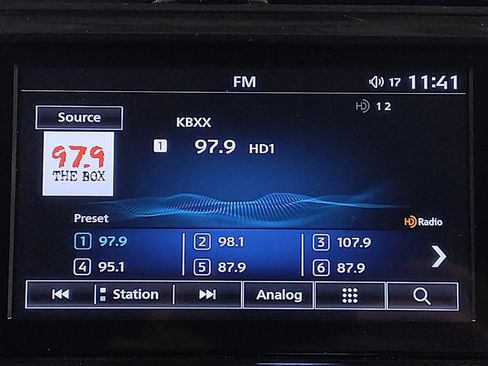 FM
17 11:41
HD 1 2
Source
KBXX
97.9
THE BOX
1 97.9 HD1
Preset
HD Radio
1 97.9 2 98.1 3 107.9
4 95.1 5 87.9 6 87.9
Station Analog